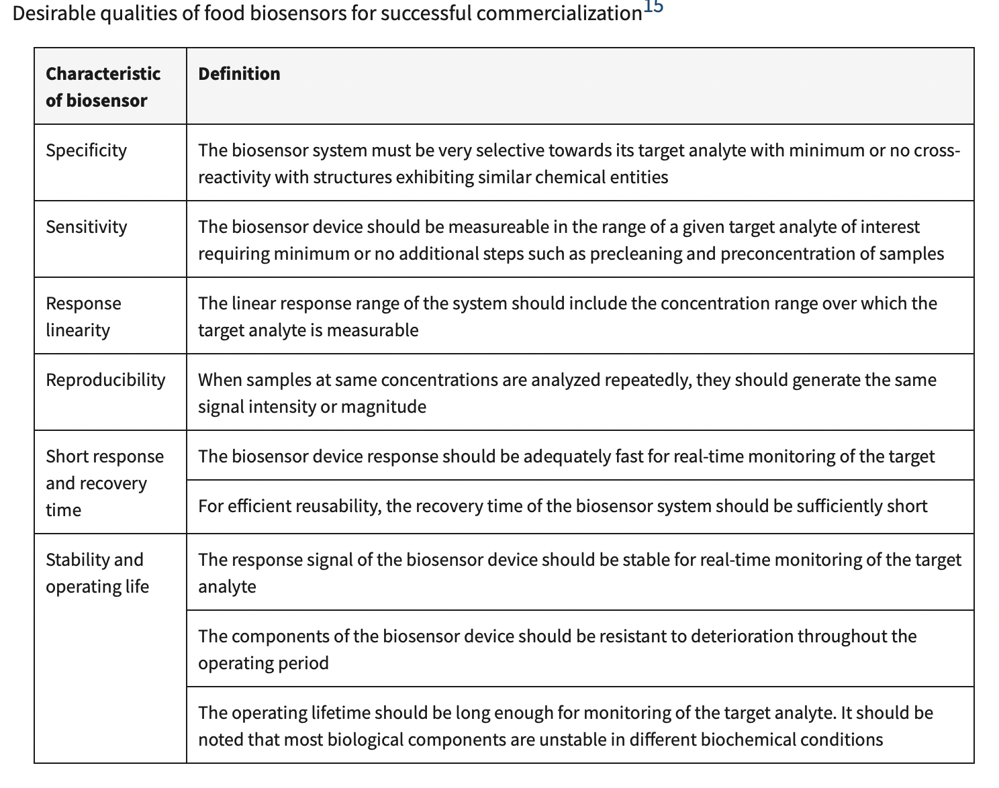 Desirable qualities of food biosensors for successful commercialization15
Characteristic
of biosensor
Definition
Specificity
The biosensor system must be very selective towards its target analyte with minimum or no cross-
reactivity with structures exhibiting similar chemical entities
Sensitivity
The biosensor device should be measureable in the range of a given target analyte of interest
requiring minimum or no additional steps such as precleaning and preconcentration of samples
Response
linearity
The linear response range of the system should include the concentration range over which the
target analyte is measurable
Reproducibility
When samples at same concentrations are analyzed repeatedly, they should generate the same
signal intensity or magnitude
Short response
and recovery
time
The biosensor device response should be adequately fast for real-time monitoring of the target
For efficient reusability, the recovery time of the biosensor system should be sufficiently short
Stability and
operating life
The response signal of the biosensor device should be stable for real-time monitoring of the target
analyte
The components of the biosensor device should be resistant to deterioration throughout the
operating period
The operating lifetime should be long enough for monitoring of the target analyte. It should be
noted that most biological components are unstable in different biochemical conditions